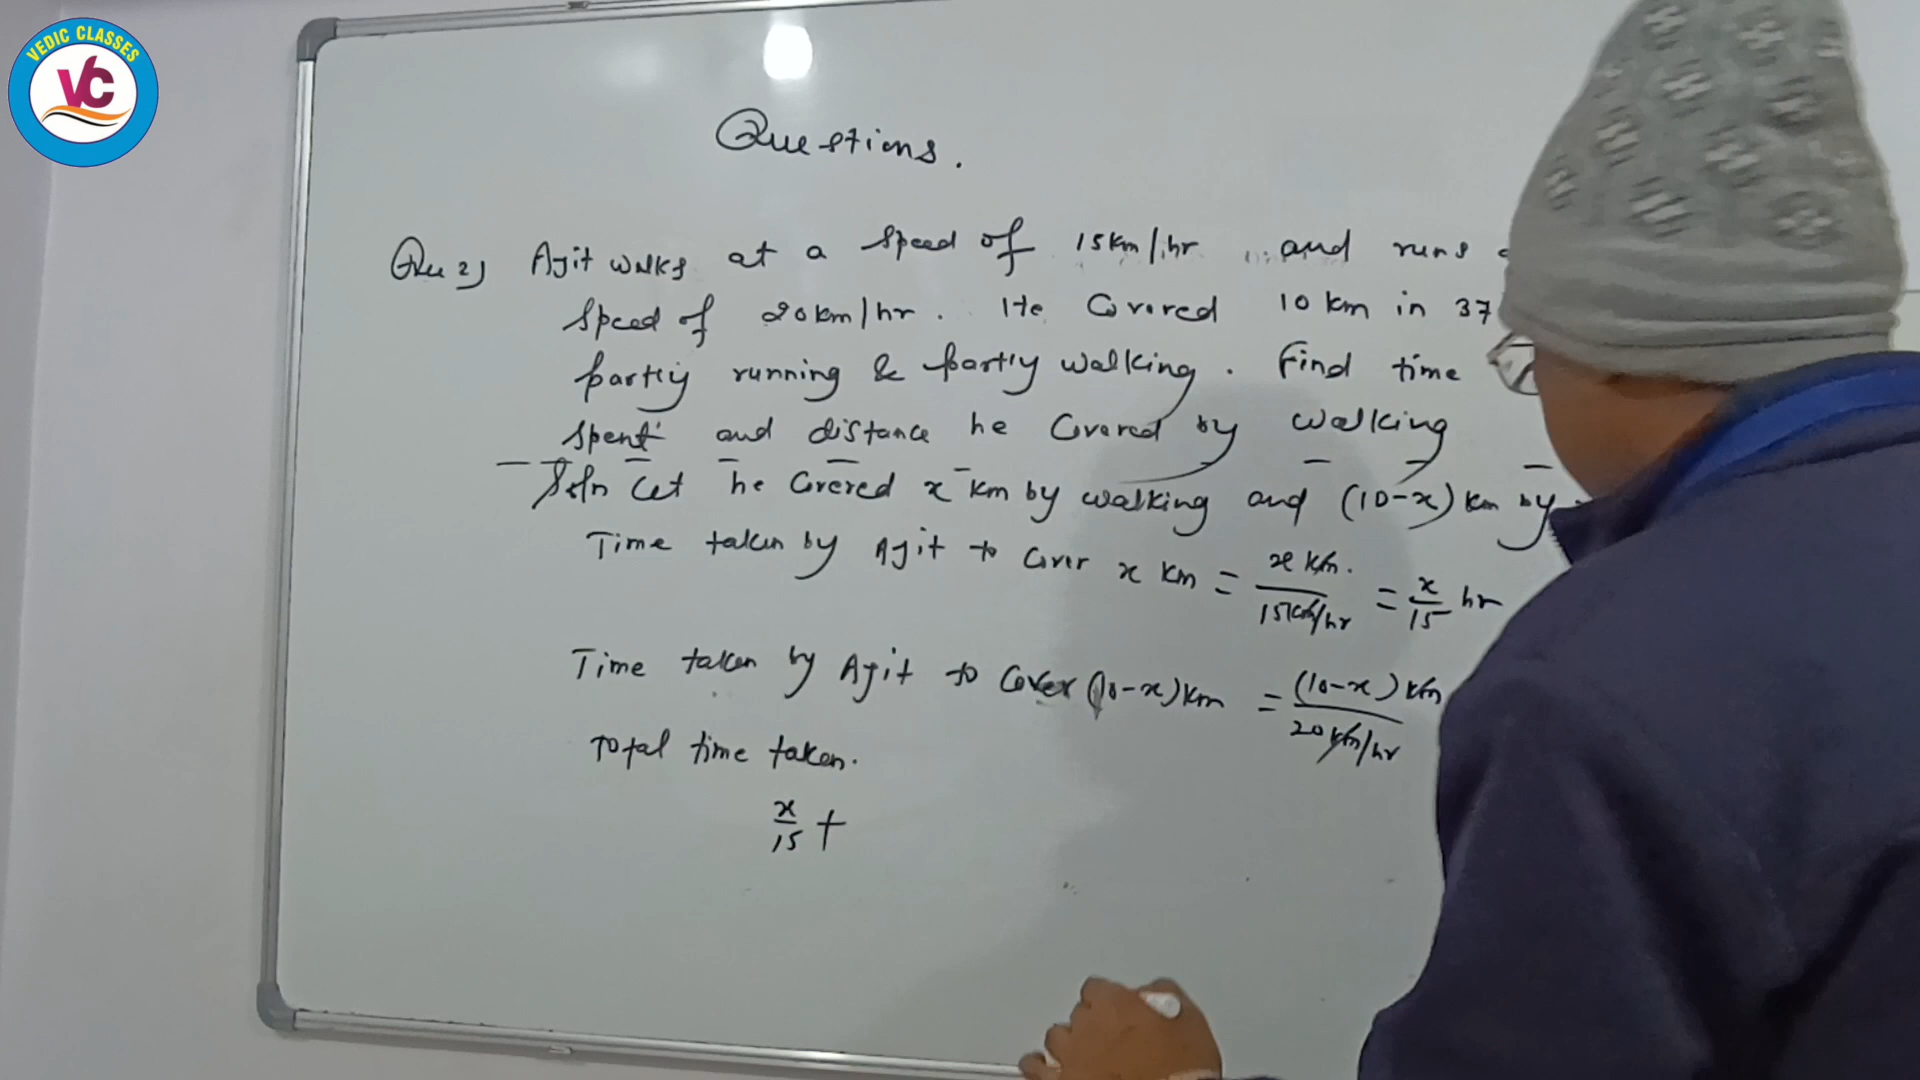 VEDIC CLASSES
VC
Questions.
Que 2) Ajit walks at a speed of 15km/hr and runs
speed of 20km/hr. He Covered 10 km in 37
partly running & partly walking. Find time
spent and distance he Covered by walking
Soln Let he Covered x km by walking and (10-x) km by
Time taken by Ajit to Cover x km = x km. / 15km/hr = x/15 hr
Time taken by Ajit to Cover (10-x)km = (10-x)km / 20km/hr
Total time taken.
x/15 +